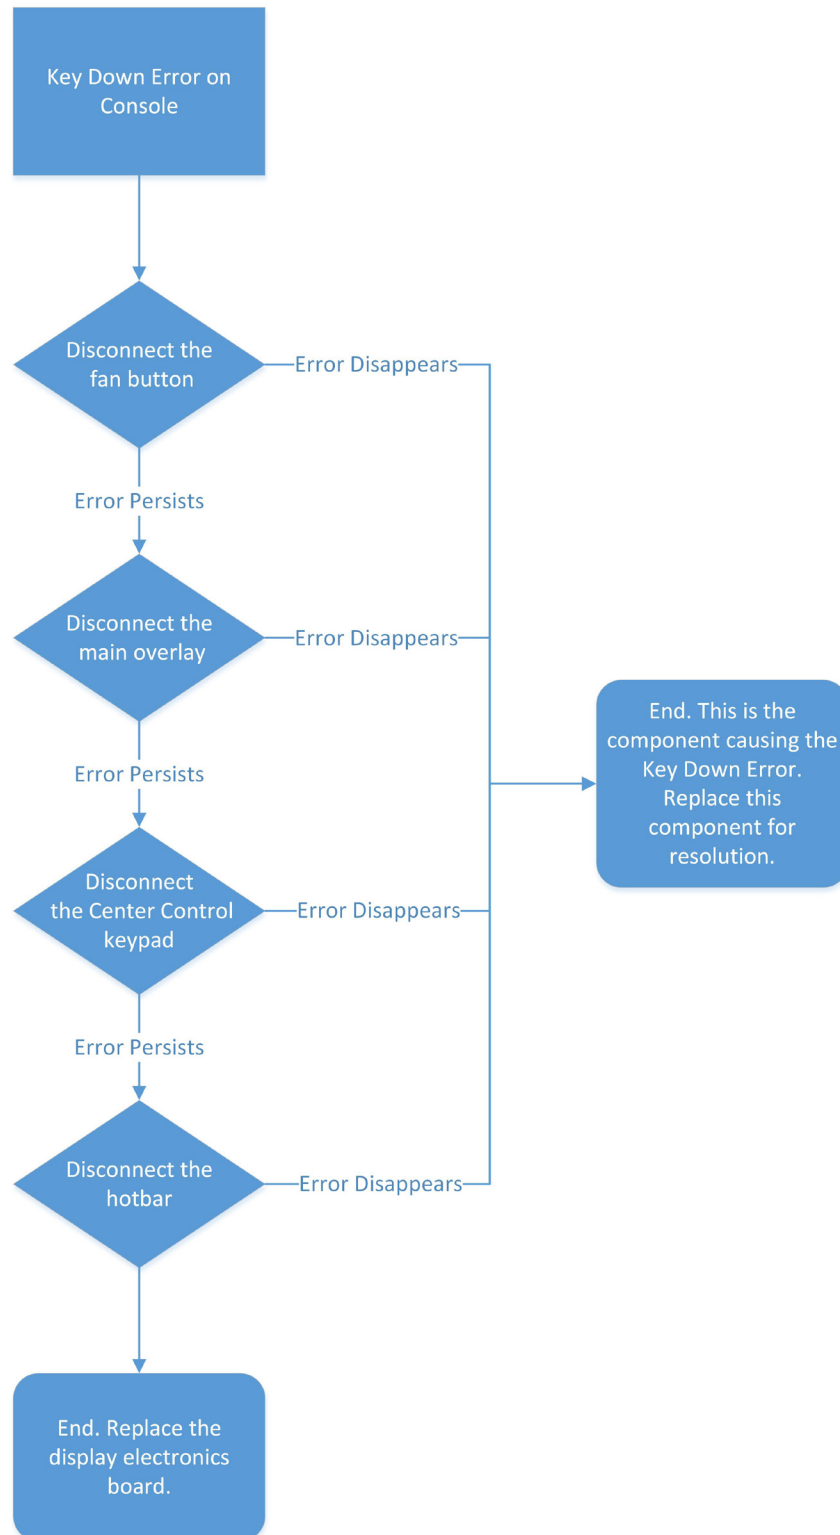 Key Down Error on
Console
Disconnect the
fan button
Error Disappears
Error Persists
Disconnect the
main overlay
Error Disappears
Error Persists
Disconnect
the Center Control
keypad
Error Disappears
Error Persists
Disconnect the
hotbar
Error Disappears
End. This is the
component causing the
Key Down Error.
Replace this
component for
resolution.
End. Replace the
display electronics
board.